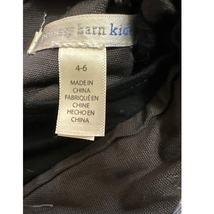 barn kids
4-6
MADE IN
CHINA
FABRIQUÉ EN
CHINE
HECHO EN
CHINA